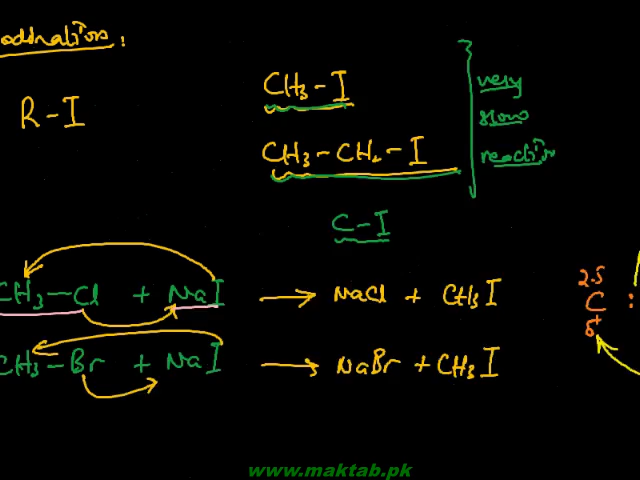 R-I
CH₃-I
CH₃-CH₂-I
very
slow
reaction
C-I
CH₃-Cl + NaI → NaCl + CH₃I
CH₃-Br + NaI → NaBr + CH₃I
2.5
C :
δ+
www.maktab.pk